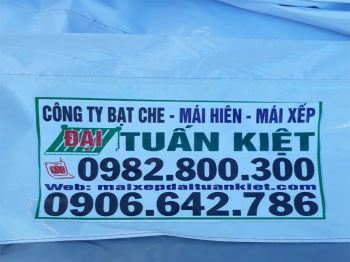 CÔNG TY BẠT CHE - MÁI HIÊN - MÁI XẾP
ĐẠI TUẤN KIỆT
0982.800.300
Web: maixepdaituankiet.com
0906.642.786